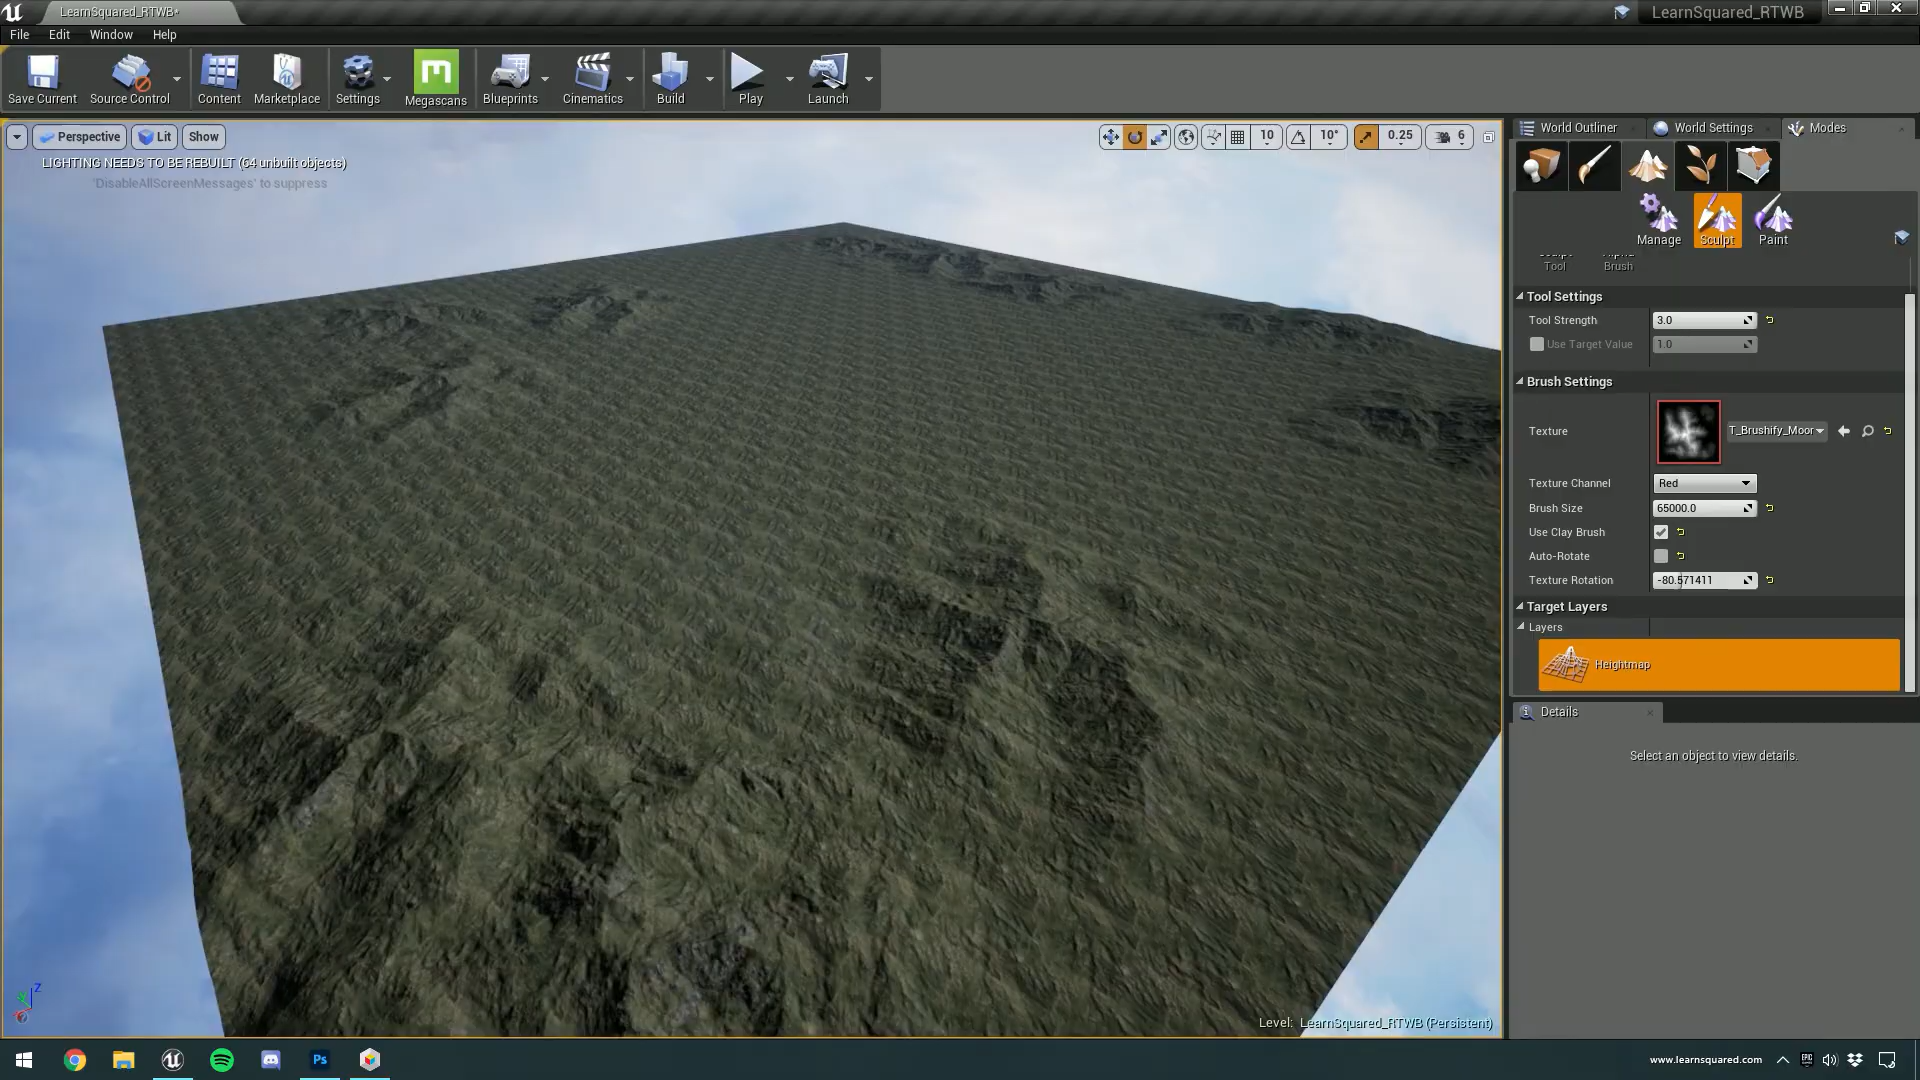 LearnSquared_RTWB*
LearnSquared_RTWB
File Edit Window Help
Save Current Source Control Content Marketplace Settings Megascans Blueprints Cinematics Build Play Launch
Perspective Lit Show 10 10° 0.25 6
LIGHTING NEEDS TO BE REBUILT (64 unbuilt objects)
'DisableAllScreenMessages' to suppress
World Outliner World Settings Modes
Manage Sculpt Paint
Tool Brush
Tool Settings
Tool Strength 3.0
Use Target Value 1.0
Brush Settings
Texture T_Brushify_Moor
Texture Channel Red
Brush Size 65000.0
Use Clay Brush
Auto-Rotate
Texture Rotation -80.571411
Target Layers
Layers
Heightmap
Details
Select an object to view details.
Z
Level: LearnSquared_RTWB (Persistent)
Ps
www.learnsquared.com
EPIC